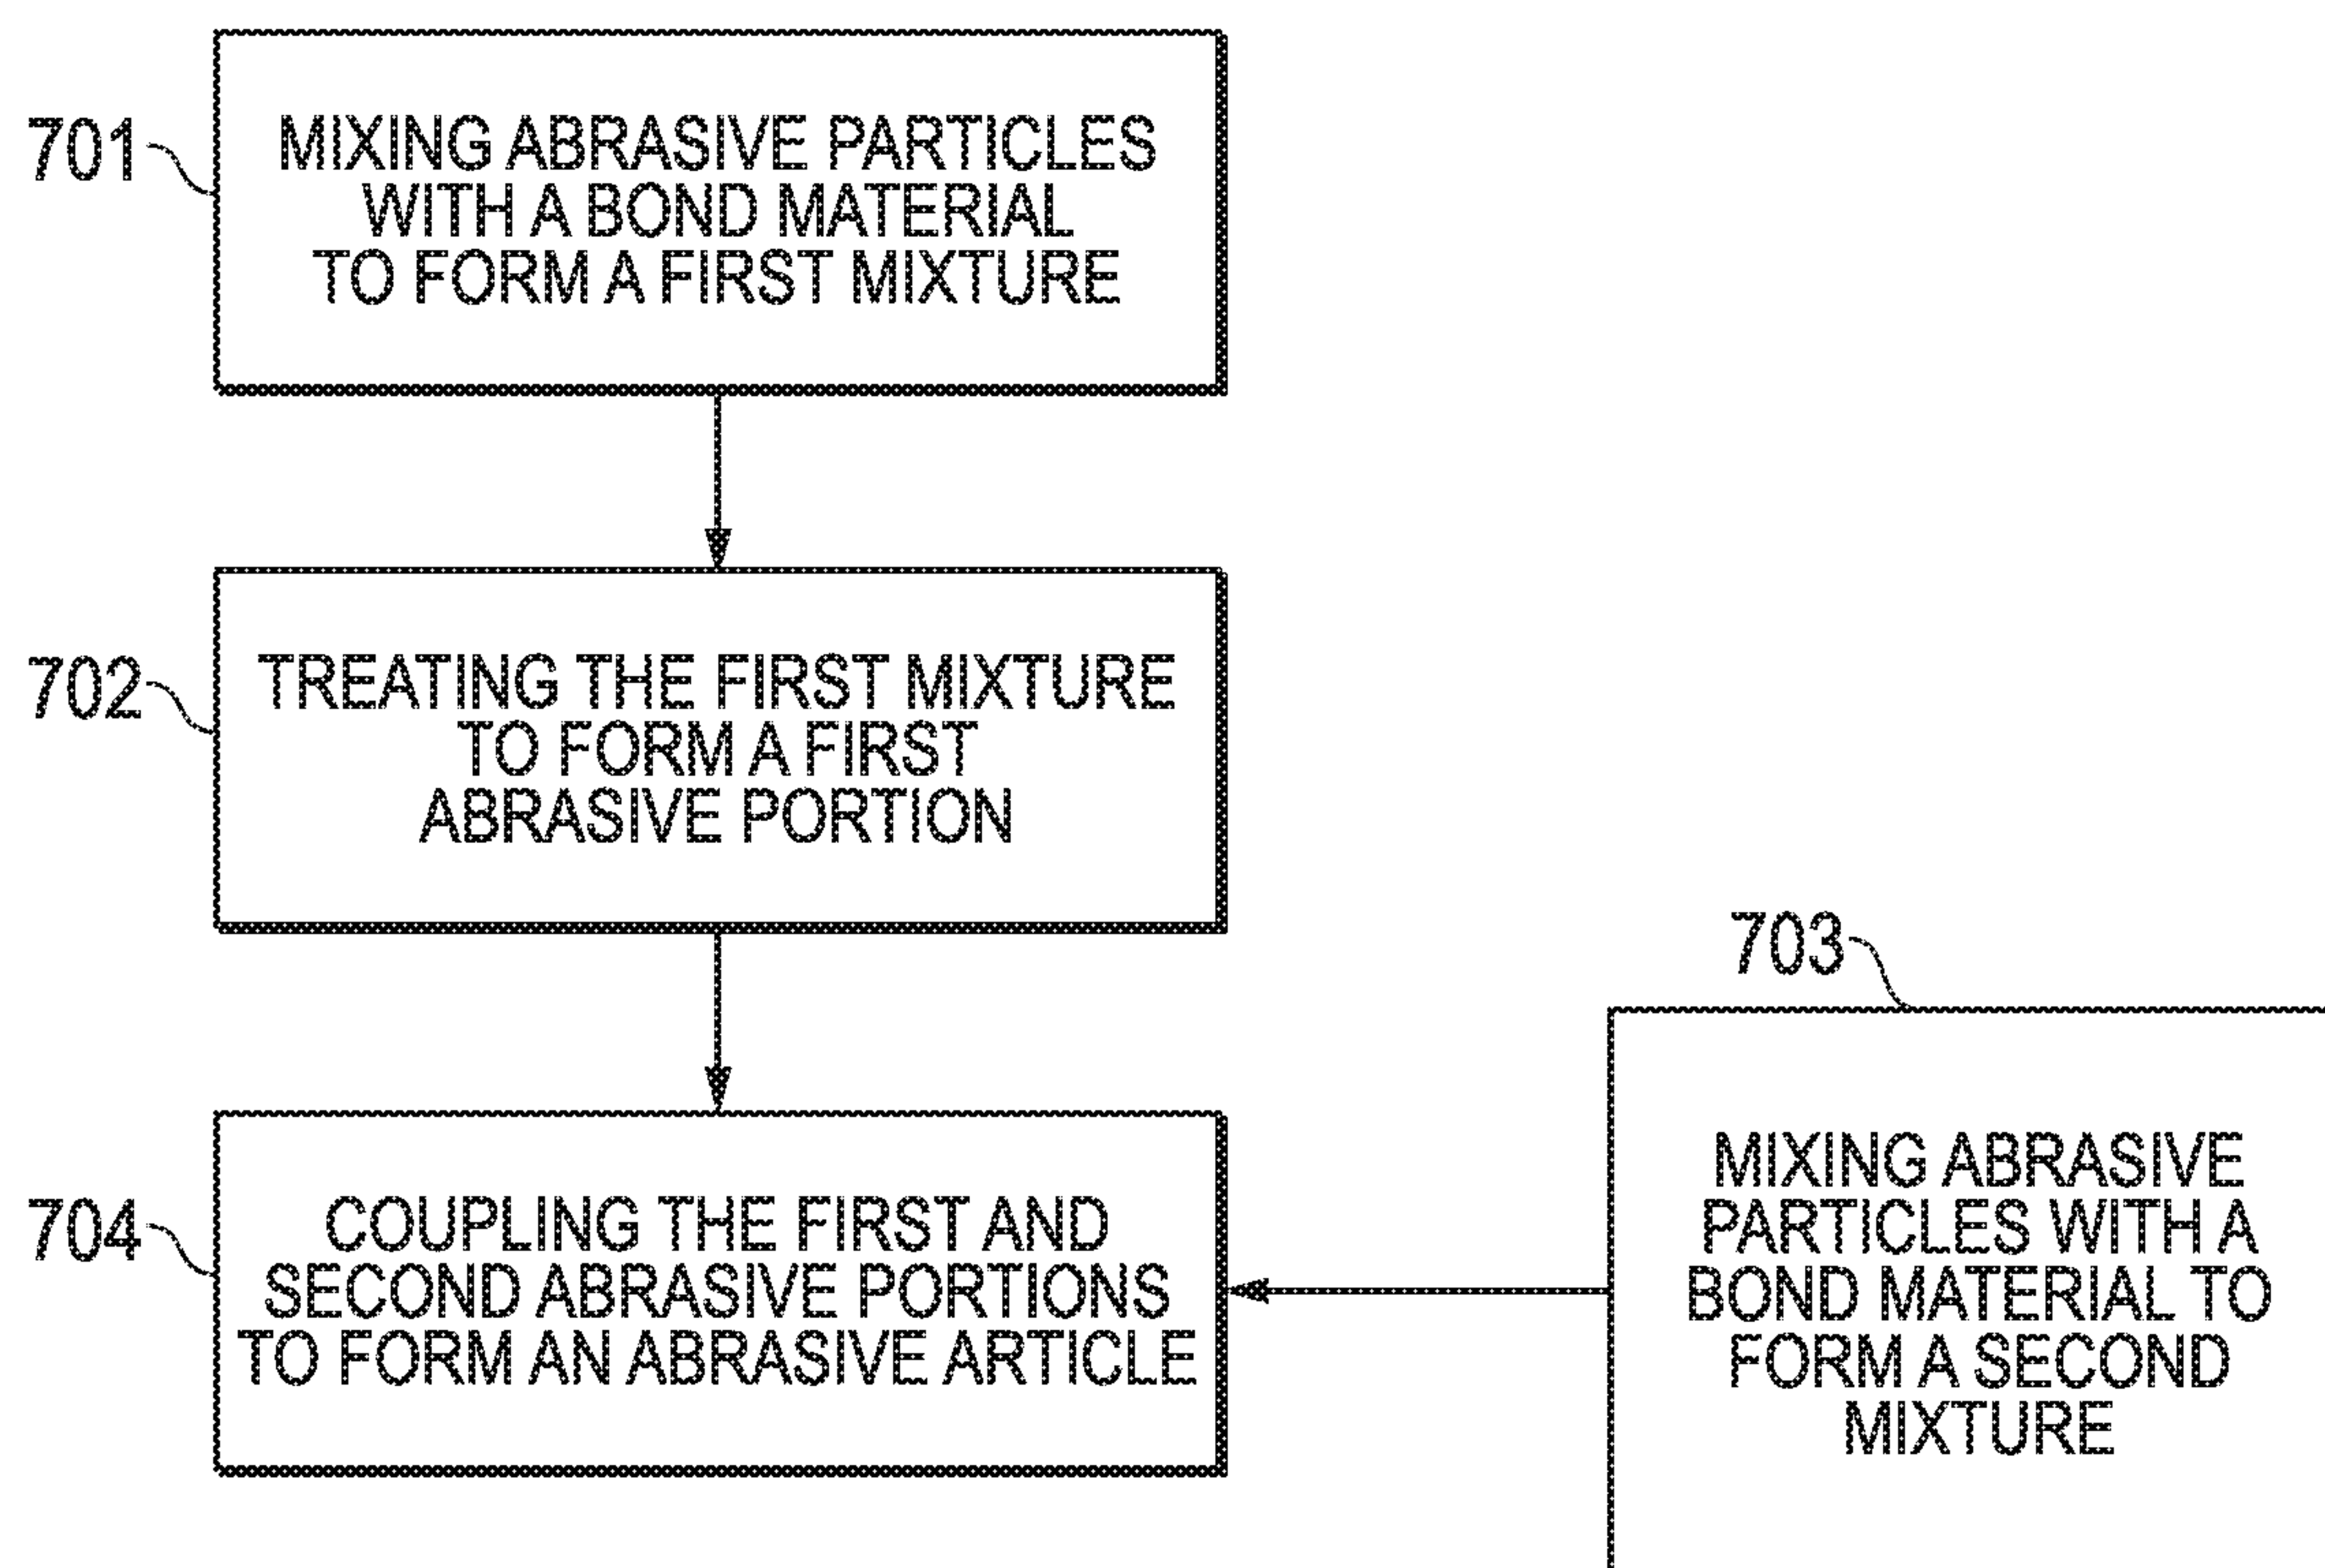 701
MIXING ABRASIVE PARTICLES
WITH A BOND MATERIAL
TO FORM A FIRST MIXTURE
702
TREATING THE FIRST MIXTURE
TO FORM A FIRST
ABRASIVE PORTION
703
MIXING ABRASIVE
PARTICLES WITH A
BOND MATERIAL TO
FORM A SECOND
MIXTURE
704
COUPLING THE FIRST AND
SECOND ABRASIVE PORTIONS
TO FORM AN ABRASIVE ARTICLE